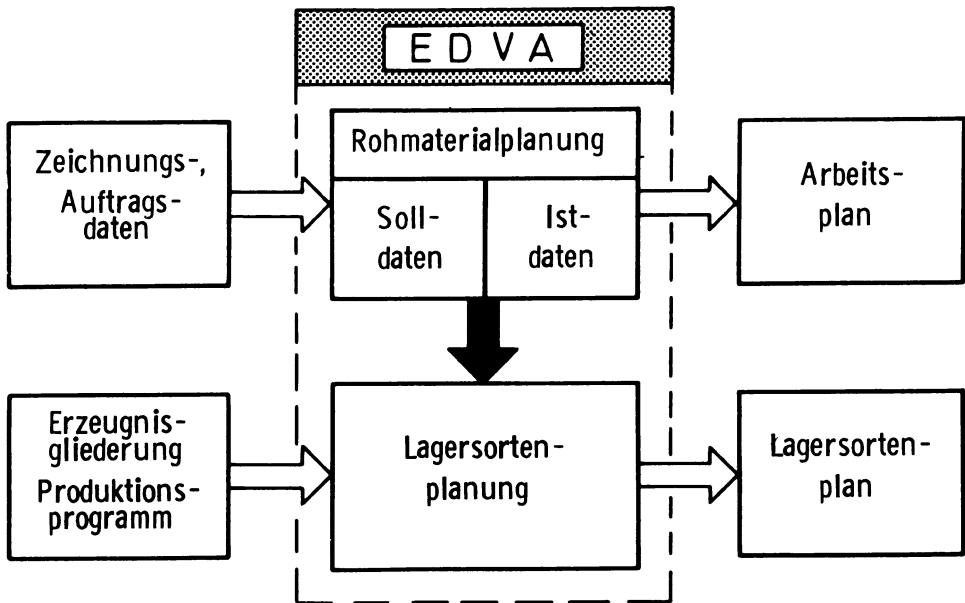 EDVA
Zeichnungs-,
Auftrags-
daten
Rohmaterialplanung
Soll-
daten
Ist-
daten
Arbeits-
plan
Erzeugnis-
gliederung
Produktions-
programm
Lagersorten-
planung
Lagersorten-
plan